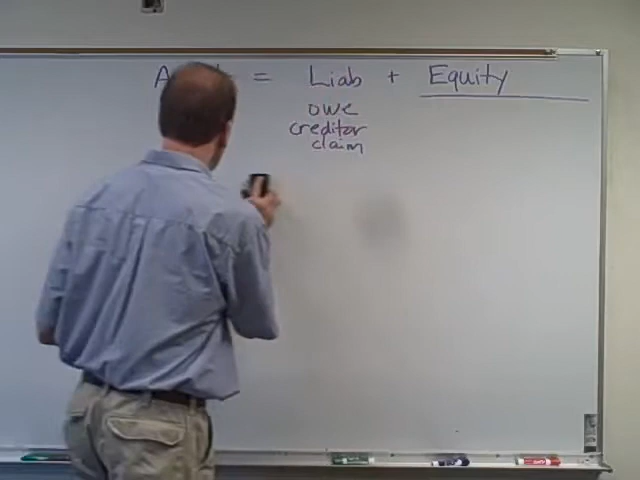 = Liab + Equity
owe
creditor
claim